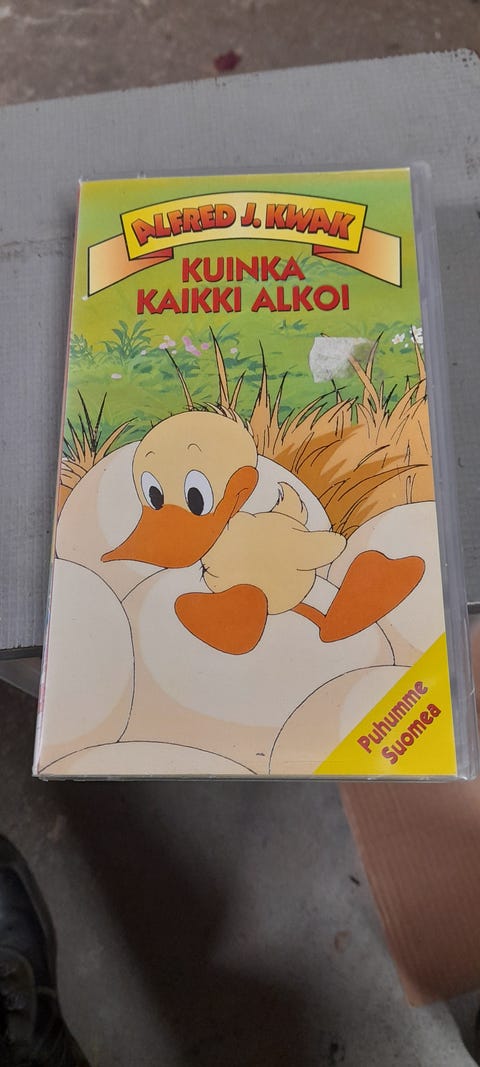 ALFRED J. KWAK
KUINKA
KAIKKI ALKOI
Puhumme
Suomea